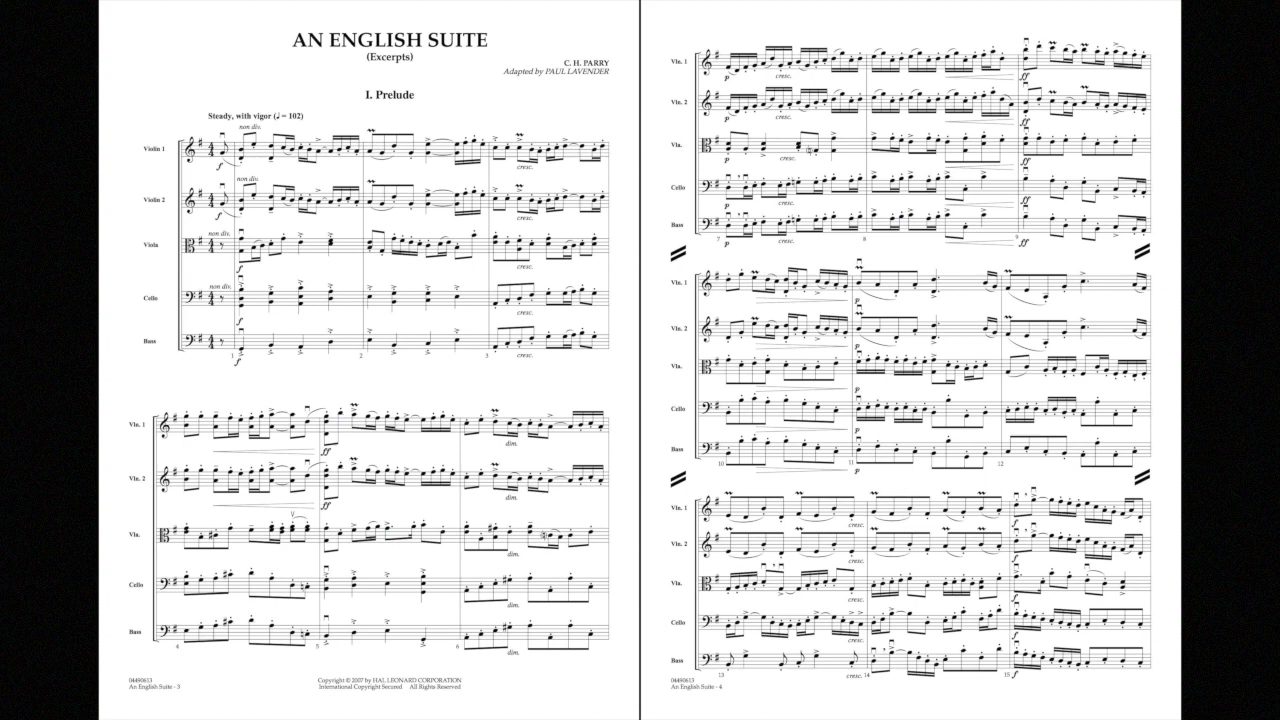 AN ENGLISH SUITE
(Excerpts)
C. H. PARRY
Adapted by PAUL LAVENDER
I. Prelude
Steady, with vigor (♩ = 102)
non div.
Violin 1
f
cresc.
non div.
Violin 2
f
cresc.
non div.
Viola
f
cresc.
non div.
Cello
f
cresc.
Bass
f
cresc.
1 2 3
Vln. 1
ff
dim.
Vln. 2
ff
dim.
Vla.
dim.
Cello
dim.
Bass
dim.
4 5 6
04490613
An English Suite - 3
Copyright © 2007 by HAL LEONARD CORPORATION
International Copyright Secured All Rights Reserved
Vln. 1
p cresc. ff
Vln. 2
p cresc. ff
Vla.
p cresc. ff
Cello
p cresc. ff
Bass
p cresc. ff
7 8 9
Vln. 1
p
Vln. 2
p
Vla.
p
Cello
p
Bass
p
10 11 12
Vln. 1
cresc. f
Vln. 2
cresc. f
Vla.
cresc. f
Cello
cresc. f
Bass
cresc. f
13 14 15
04490613
An English Suite - 4